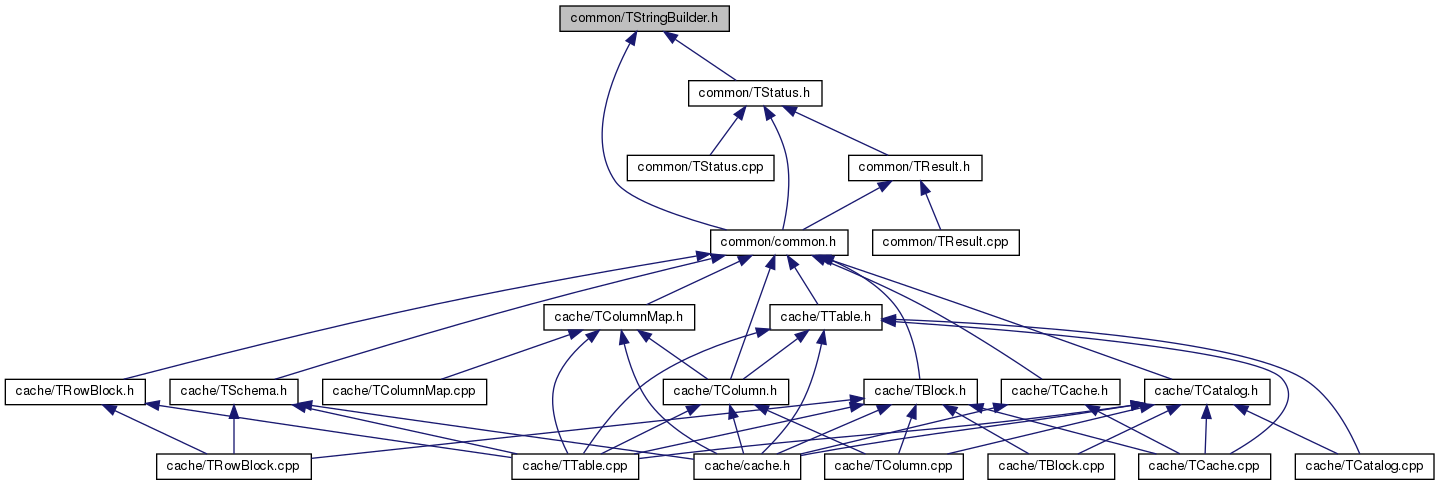 common/TStringBuilder.h
common/TStatus.h
common/TStatus.cpp
common/TResult.h
common/common.h
common/TResult.cpp
cache/TColumnMap.h
cache/TTable.h
cache/TRowBlock.h
cache/TSchema.h
cache/TColumnMap.cpp
cache/TColumn.h
cache/TBlock.h
cache/TCache.h
cache/TCatalog.h
cache/TRowBlock.cpp
cache/TTable.cpp
cache/cache.h
cache/TColumn.cpp
cache/TBlock.cpp
cache/TCache.cpp
cache/TCatalog.cpp